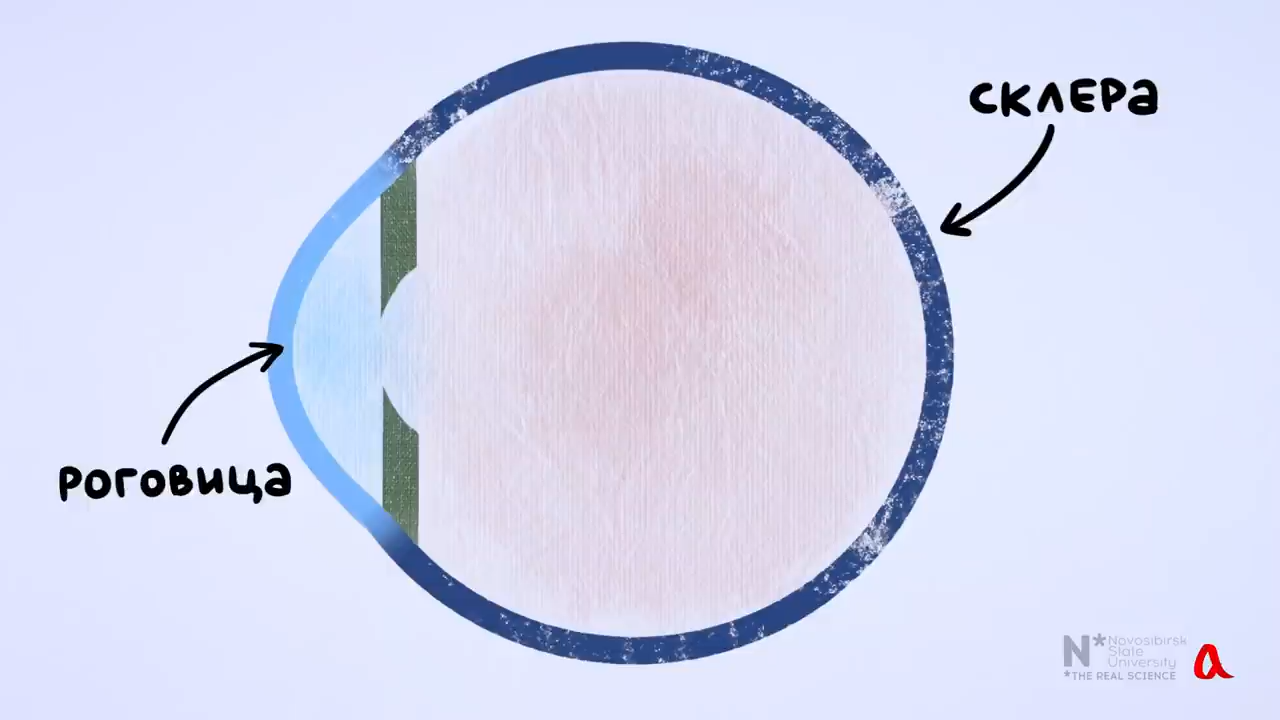 СКЛЕРА
РОГОВИЦА
N* Novosibirsk
State
University
*THE REAL SCIENCE
a